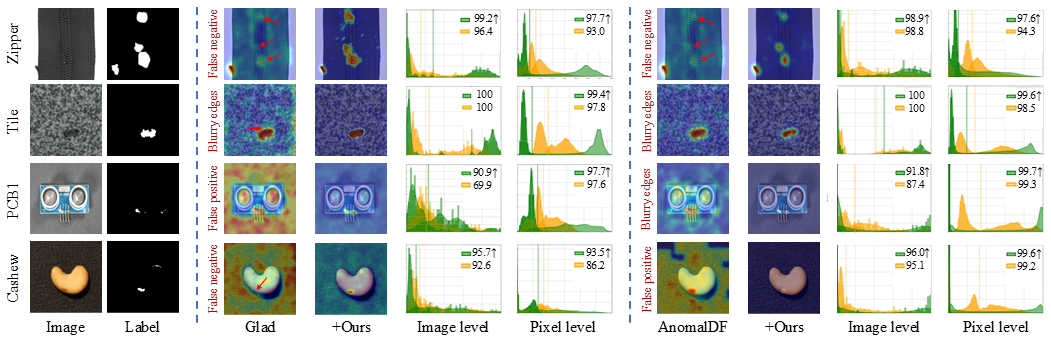 Zipper
False negative
99.2↑
96.4
97.7↑
93.0
False negative
98.9↑
98.8
97.6↑
94.3
Tile
Blurry edges
100
100
99.4↑
97.8
Blurry edges
100
100
99.6↑
98.5
PCB1
False positive
90.9↑
69.9
97.7↑
97.6
Blurry edges
91.8↑
87.4
99.7↑
99.3
Cashew
False negative
95.7↑
92.6
93.5↑
86.2
False positive
96.0↑
95.1
99.6↑
99.2
Image Label Glad +Ours Image level Pixel level AnomalDF +Ours Image level Pixel level